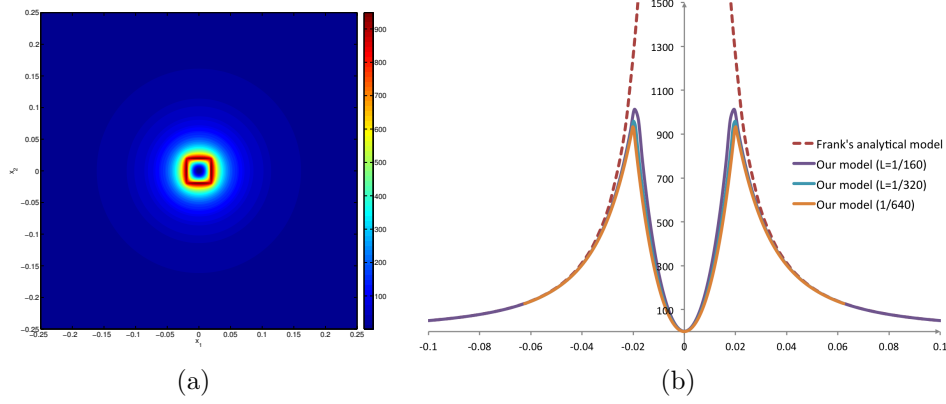 0.25
0.2
0.15
0.1
0.05
0
−0.05
−0.1
−0.15
−0.2
−0.25
x2
−0.25 −0.2 −0.15 −0.1 −0.05 0 0.05 0.1 0.15 0.2 0.25
x1
900
800
700
600
500
400
300
200
100
(a)
1500
1300
1100
900
700
500
300
100
-0.1 -0.08 -0.06 -0.04 -0.02 0 0.02 0.04 0.06 0.08 0.1
Frank's analytical model
Our model (L=1/160)
Our model (L=1/320)
Our model (1/640)
(b)